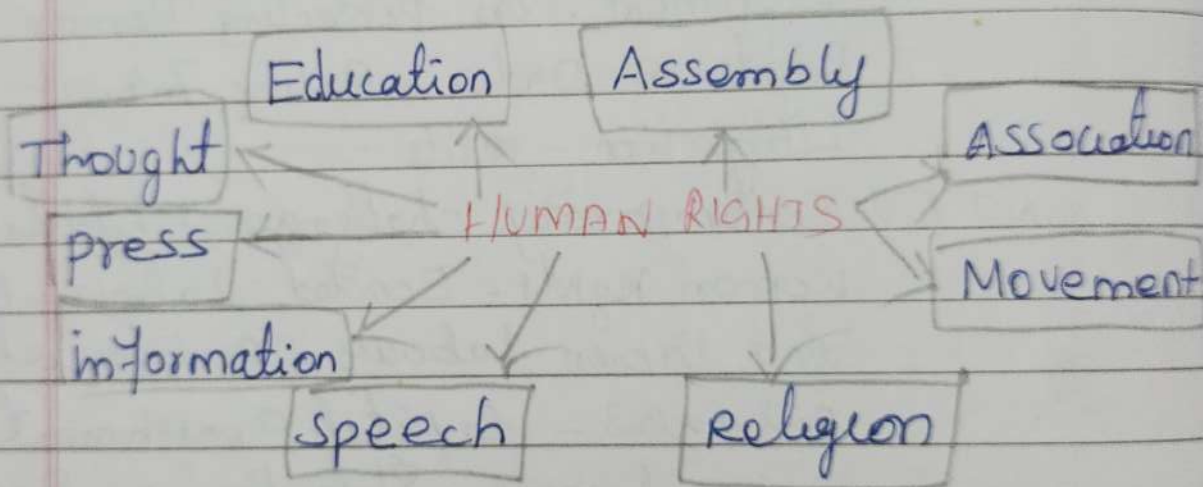 Education
Assembly
Thought
Association
HUMAN RIGHTS
press
Movement
information
speech
Religion